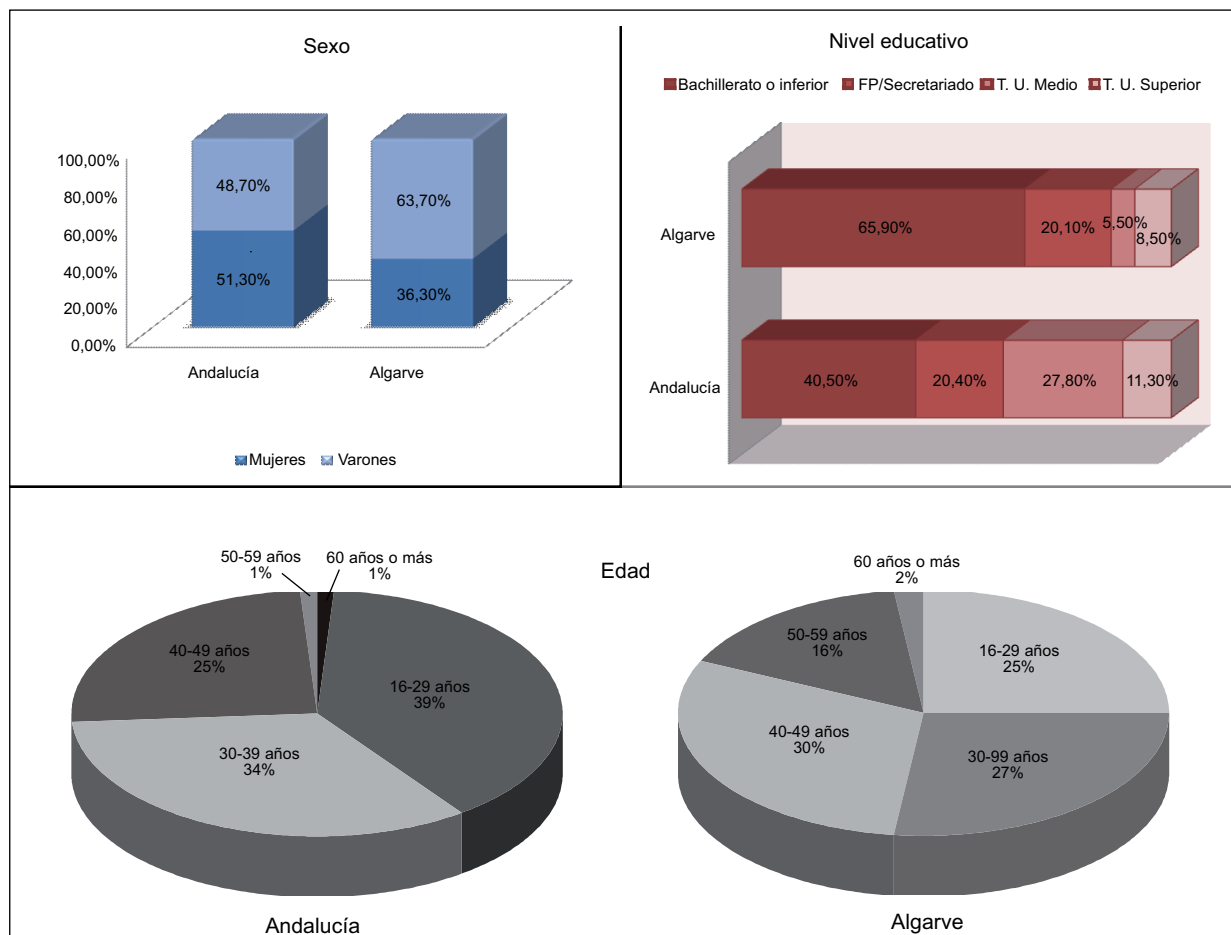 Sexo
100,00%
80,00%
60,00%
40,00%
20,00%
0,00%
48,70%
51,30%
63,70%
36,30%
Andalucía
Algarve
Mujeres
Varones
Nivel educativo
Bachillerato o inferior
FP/Secretariado
T. U. Medio
T. U. Superior
Algarve
65,90%
20,10%
5,50%
8,50%
Andalucía
40,50%
20,40%
27,80%
11,30%
Edad
50-59 años
1%
60 años o más
1%
40-49 años
25%
16-29 años
39%
30-39 años
34%
Andalucía
60 años o más
2%
50-59 años
16%
16-29 años
25%
40-49 años
30%
30-99 años
27%
Algarve